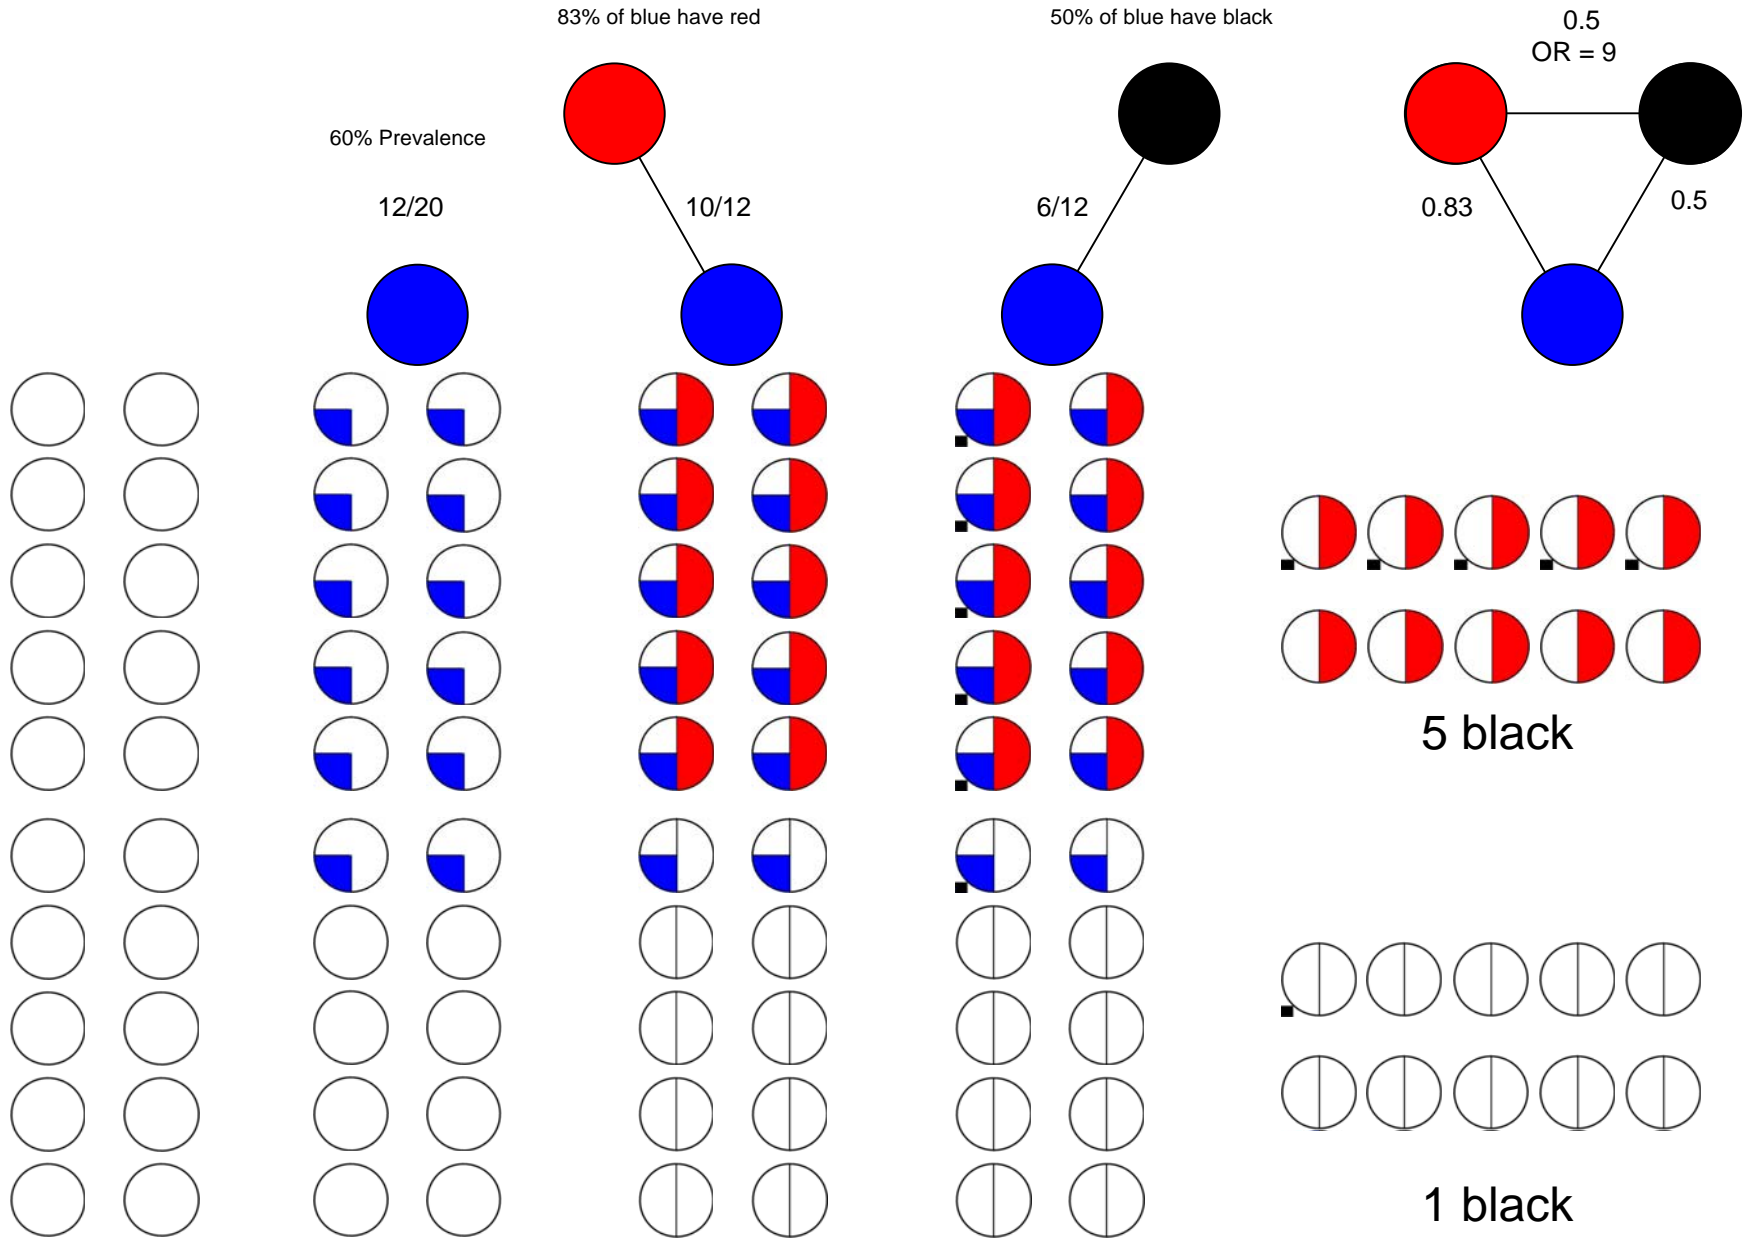 83% of blue have red
50% of blue have black
0.5
OR = 9
60% Prevalence
12/20
10/12
6/12
0.83
0.5
5 black
1 black